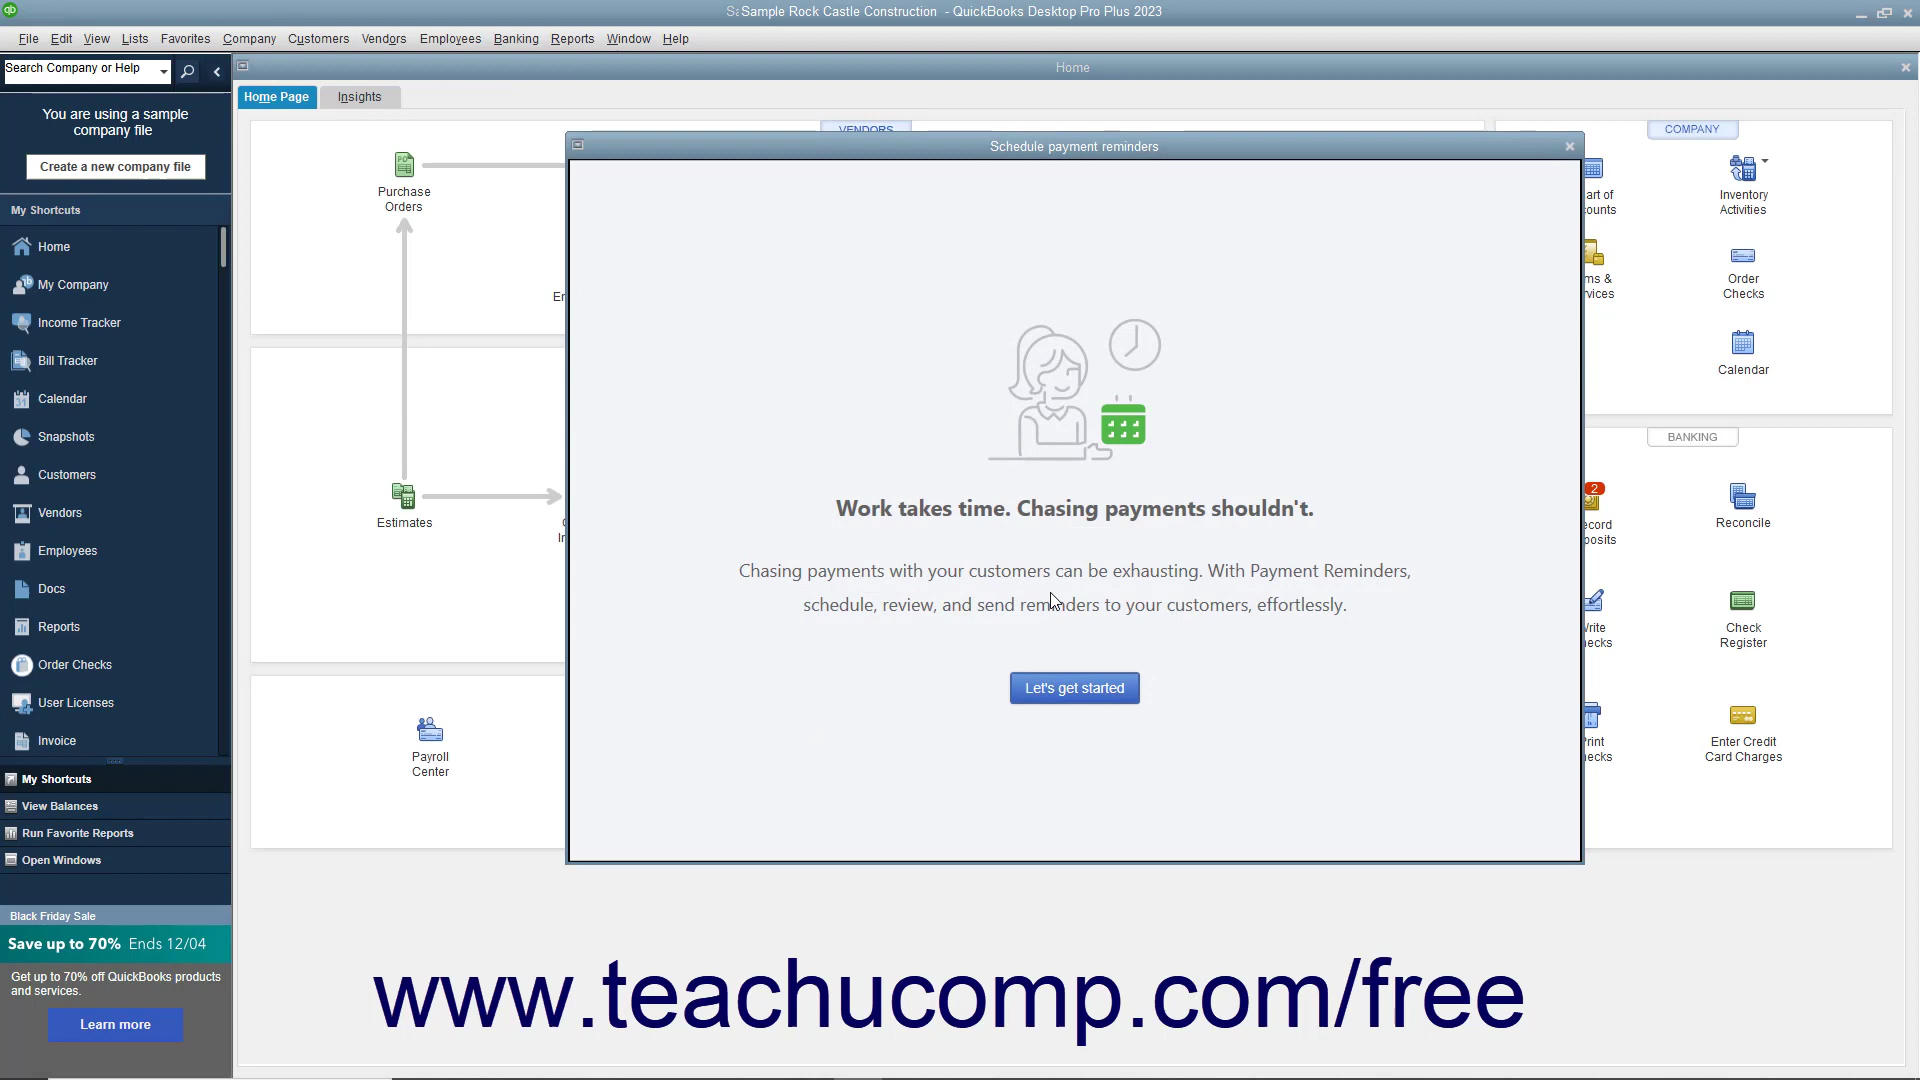 Sample Rock Castle Construction - QuickBooks Desktop Pro Plus 2023
File Edit View Lists Favorites Company Customers Vendors Employees Banking Reports Window Help
Search Company or Help
Home
Home Page Insights
You are using a sample
company file
Create a new company file
My Shortcuts
Home
My Company
Income Tracker
Bill Tracker
Calendar
31
Snapshots
Customers
Vendors
Employees
Docs
Reports
Order Checks
User Licenses
Invoice
My Shortcuts
View Balances
Run Favorite Reports
Open Windows
Black Friday Sale
Save up to 70% Ends 12/04
Get up to 70% off QuickBooks products
and services.
Learn more
VENDORS
Purchase
Orders
Estimates
Payroll
Center
Schedule payment reminders
Work takes time. Chasing payments shouldn't.
Chasing payments with your customers can be exhausting. With Payment Reminders,
schedule, review, and send reminders to your customers, effortlessly.
Let's get started
COMPANY
Inventory
Activities
Order
Checks
Calendar
BANKING
2
Reconcile
Check
Register
Enter Credit
Card Charges
www.teachucomp.com/free